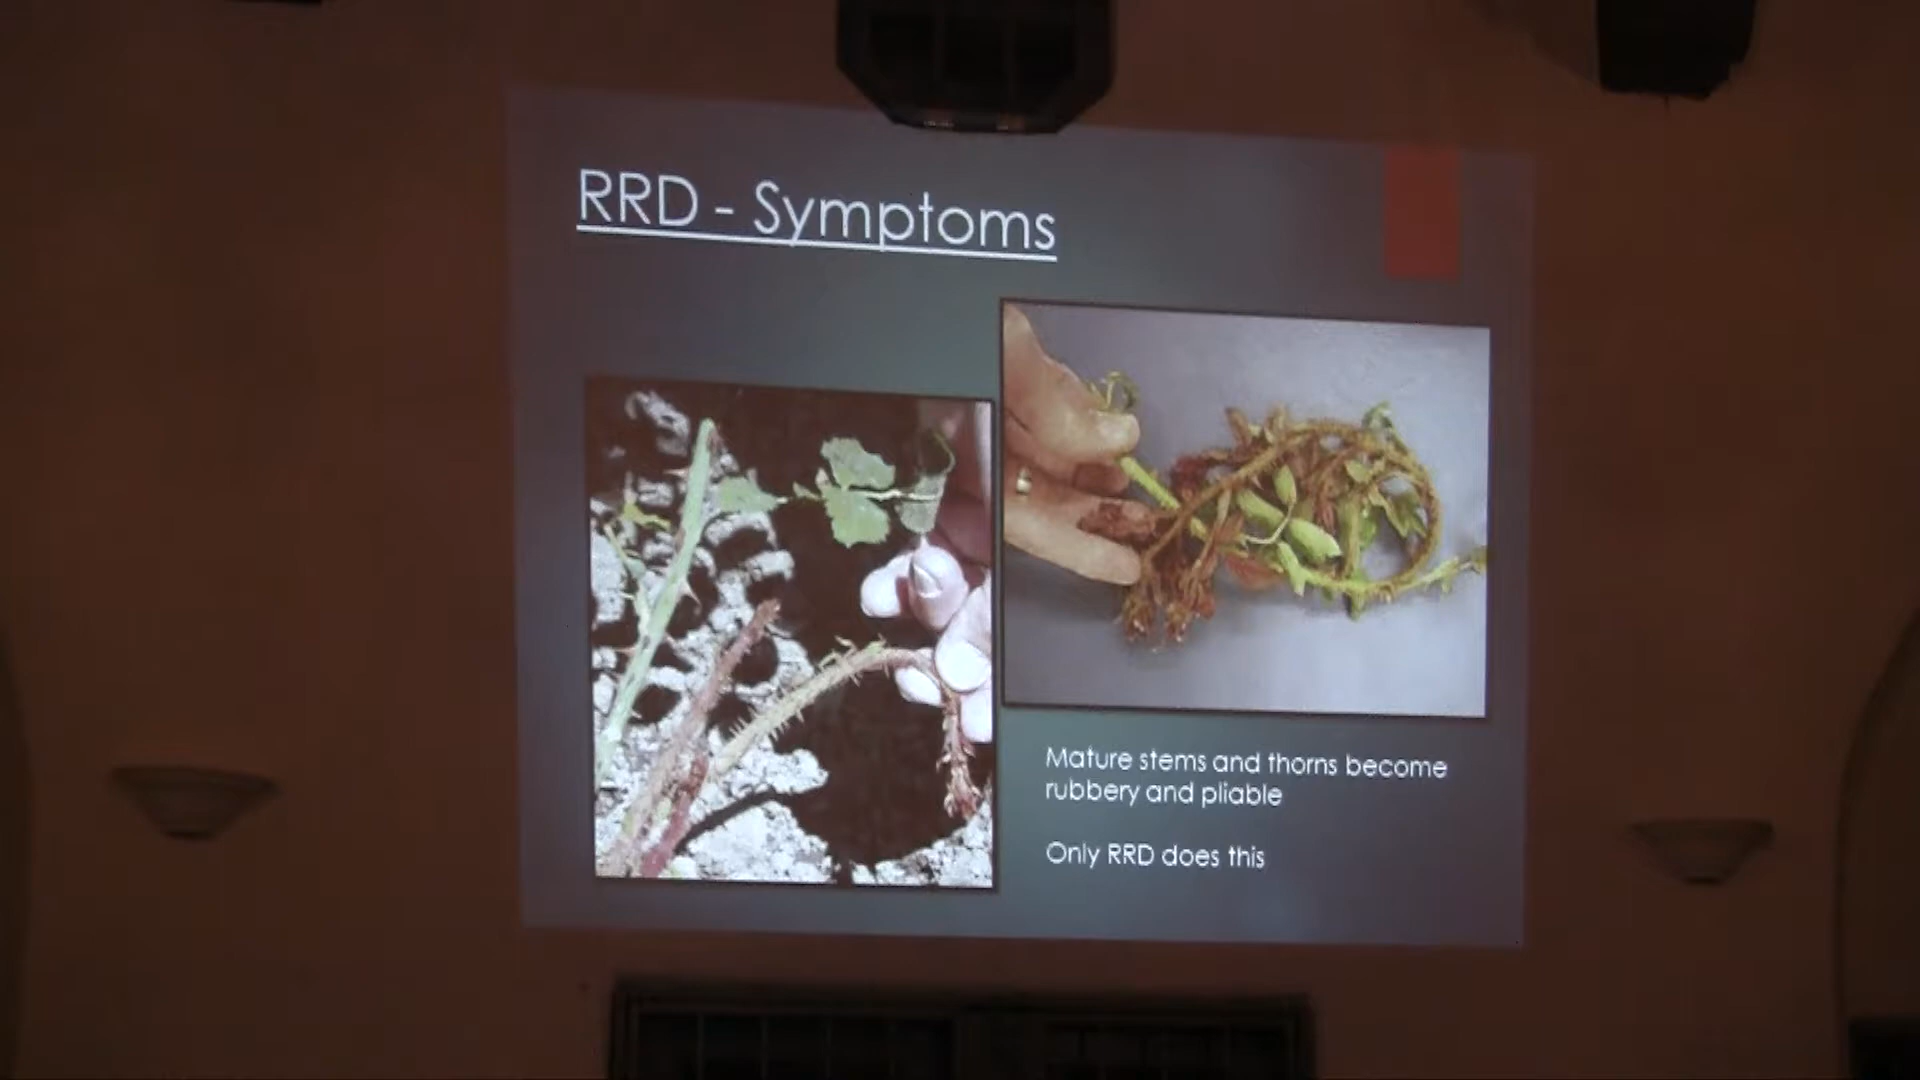 RRD - Symptoms
Mature stems and thorns become
rubbery and pliable
Only RRD does this